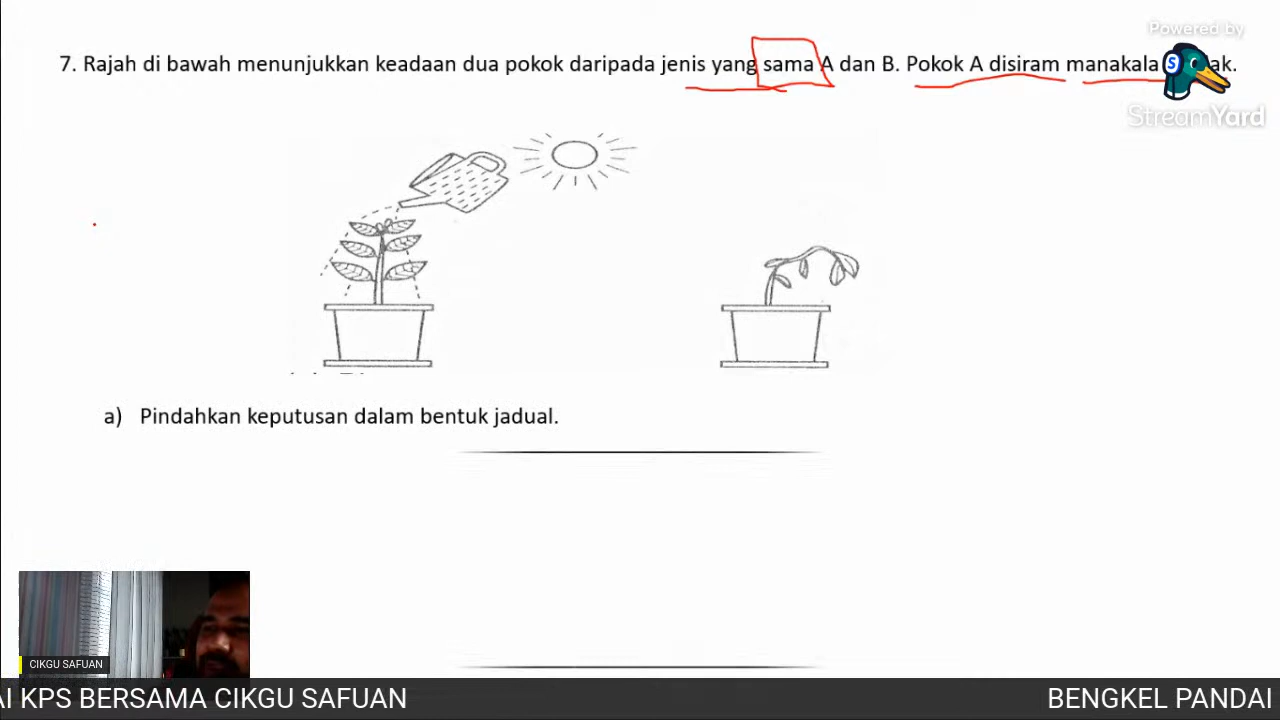 Powered by
7. Rajah di bawah menunjukkan keadaan dua pokok daripada jenis yang sama A dan B. Pokok A disiram manakala
S
StreamYard
a) Pindahkan keputusan dalam bentuk jadual.
CIKGU SAFUAN
AI KPS BERSAMA CIKGU SAFUAN
BENGKEL PANDAI